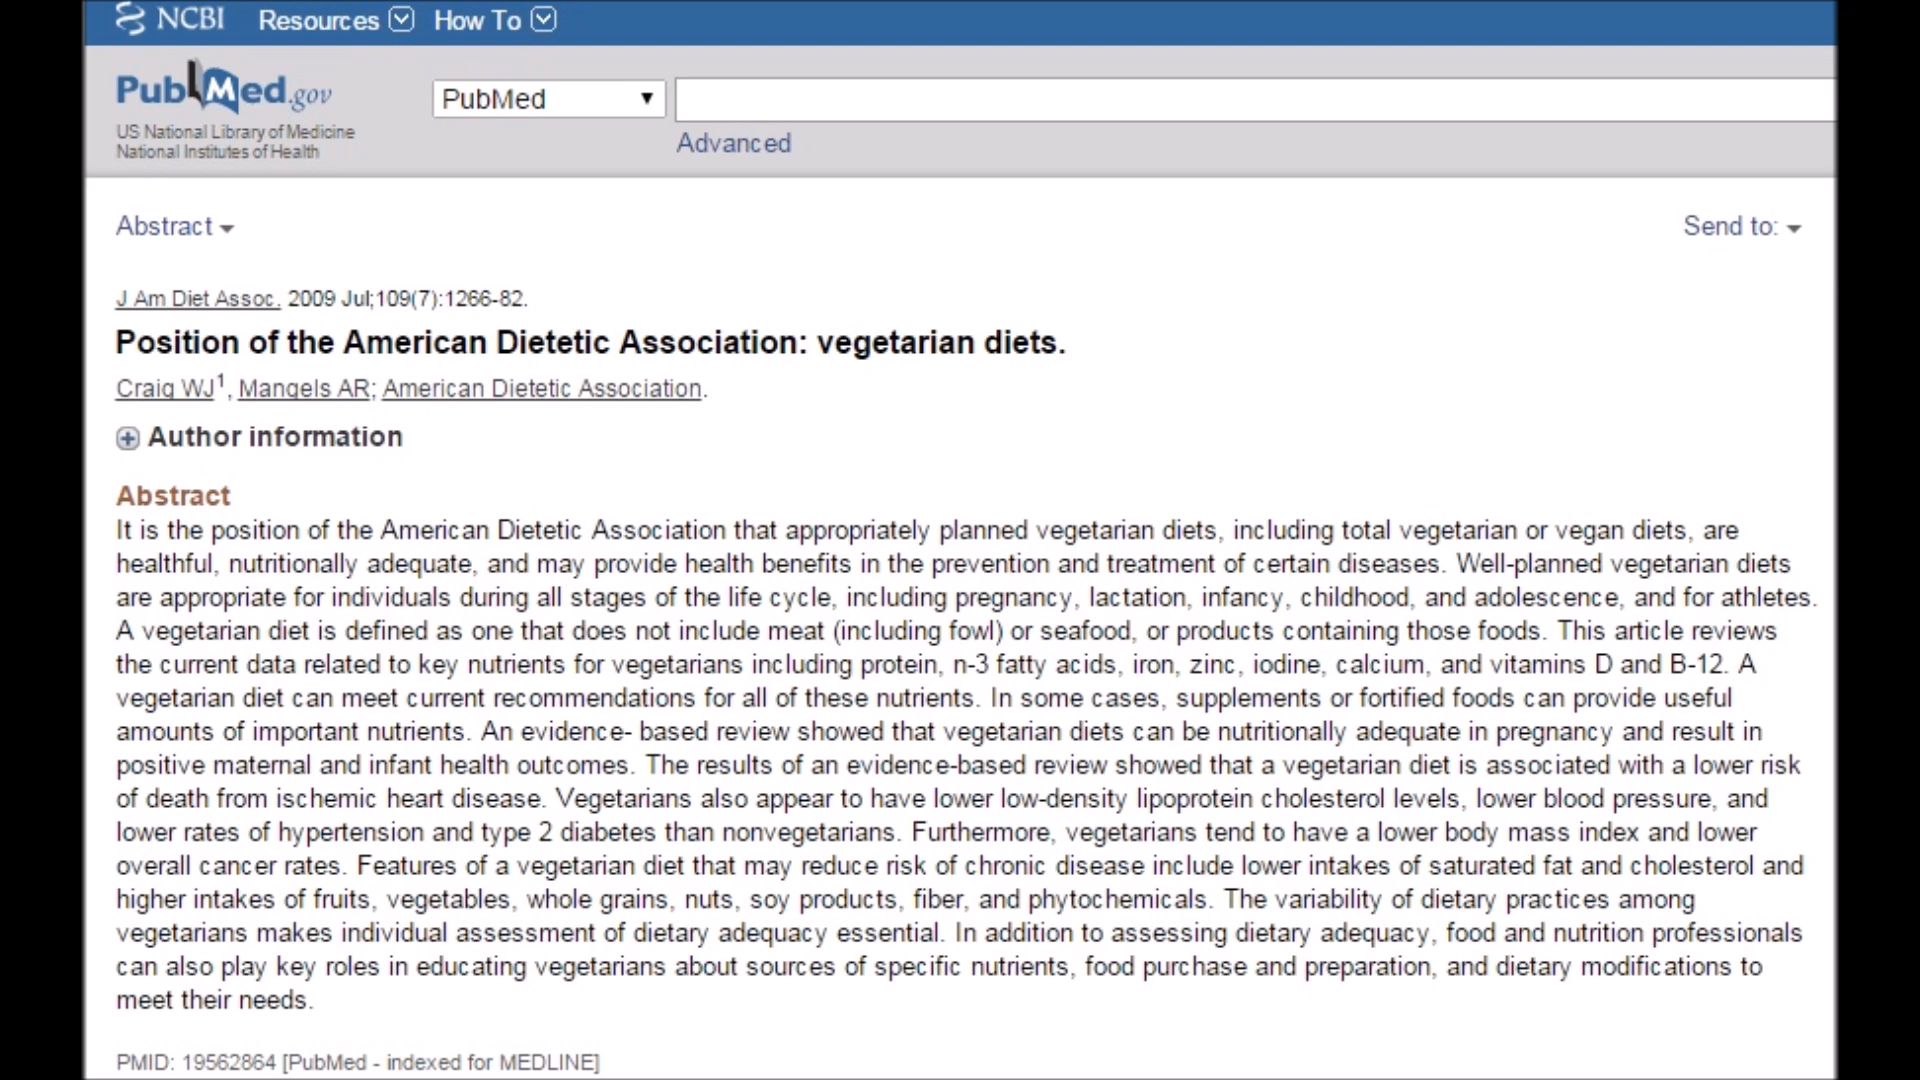 NCBI Resources How To
PubMed.gov
PubMed
US National Library of Medicine
National Institutes of Health
Advanced
Abstract
Send to:
J Am Diet Assoc. 2009 Jul;109(7):1266-82.
Position of the American Dietetic Association: vegetarian diets.
Craig WJ1, Mangels AR; American Dietetic Association.
Author information
Abstract
It is the position of the American Dietetic Association that appropriately planned vegetarian diets, including total vegetarian or vegan diets, are
healthful, nutritionally adequate, and may provide health benefits in the prevention and treatment of certain diseases. Well-planned vegetarian diets
are appropriate for individuals during all stages of the life cycle, including pregnancy, lactation, infancy, childhood, and adolescence, and for athletes.
A vegetarian diet is defined as one that does not include meat (including fowl) or seafood, or products containing those foods. This article reviews
the current data related to key nutrients for vegetarians including protein, n-3 fatty acids, iron, zinc, iodine, calcium, and vitamins D and B-12. A
vegetarian diet can meet current recommendations for all of these nutrients. In some cases, supplements or fortified foods can provide useful
amounts of important nutrients. An evidence- based review showed that vegetarian diets can be nutritionally adequate in pregnancy and result in
positive maternal and infant health outcomes. The results of an evidence-based review showed that a vegetarian diet is associated with a lower risk
of death from ischemic heart disease. Vegetarians also appear to have lower low-density lipoprotein cholesterol levels, lower blood pressure, and
lower rates of hypertension and type 2 diabetes than nonvegetarians. Furthermore, vegetarians tend to have a lower body mass index and lower
overall cancer rates. Features of a vegetarian diet that may reduce risk of chronic disease include lower intakes of saturated fat and cholesterol and
higher intakes of fruits, vegetables, whole grains, nuts, soy products, fiber, and phytochemicals. The variability of dietary practices among
vegetarians makes individual assessment of dietary adequacy essential. In addition to assessing dietary adequacy, food and nutrition professionals
can also play key roles in educating vegetarians about sources of specific nutrients, food purchase and preparation, and dietary modifications to
meet their needs.
PMID: 19562864 [PubMed - indexed for MEDLINE]